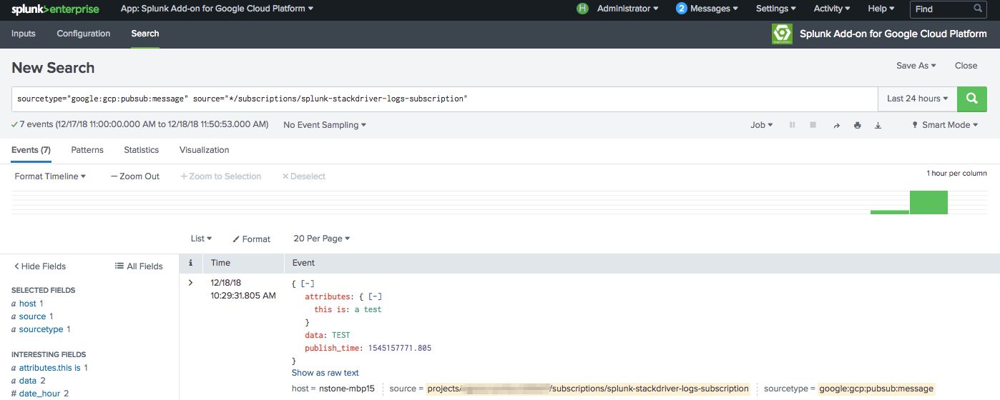 splunk>enterprise App: Splunk Add-on for Google Cloud Platform H Administrator 2 Messages Settings Activity Help Find
Inputs Configuration Search Splunk Add-on for Google Cloud Platform
New Search Save As Close
sourcetype="google:gcp:pubsub:message" source="*/subscriptions/splunk-stackdriver-logs-subscription" Last 24 hours
7 events (12/17/18 11:00:00.000 AM to 12/18/18 11:50:53.000 AM) No Event Sampling Job Smart Mode
Events (7) Patterns Statistics Visualization
Format Timeline — Zoom Out + Zoom to Selection × Deselect 1 hour per column
List Format 20 Per Page
< Hide Fields All Fields i Time Event
SELECTED FIELDS
a host 1
a source 1
a sourcetype 1
INTERESTING FIELDS
a attributes.this is 1
a data 2
# date_hour 2
> 12/18/18
10:29:31.805 AM
{ [-]
attributes: { [-]
this is: a test
}
data: TEST
publish_time: 1545157771.805
}
Show as raw text
host = nstone-mbp15 source = projects/ /subscriptions/splunk-stackdriver-logs-subscription sourcetype = google:gcp:pubsub:message